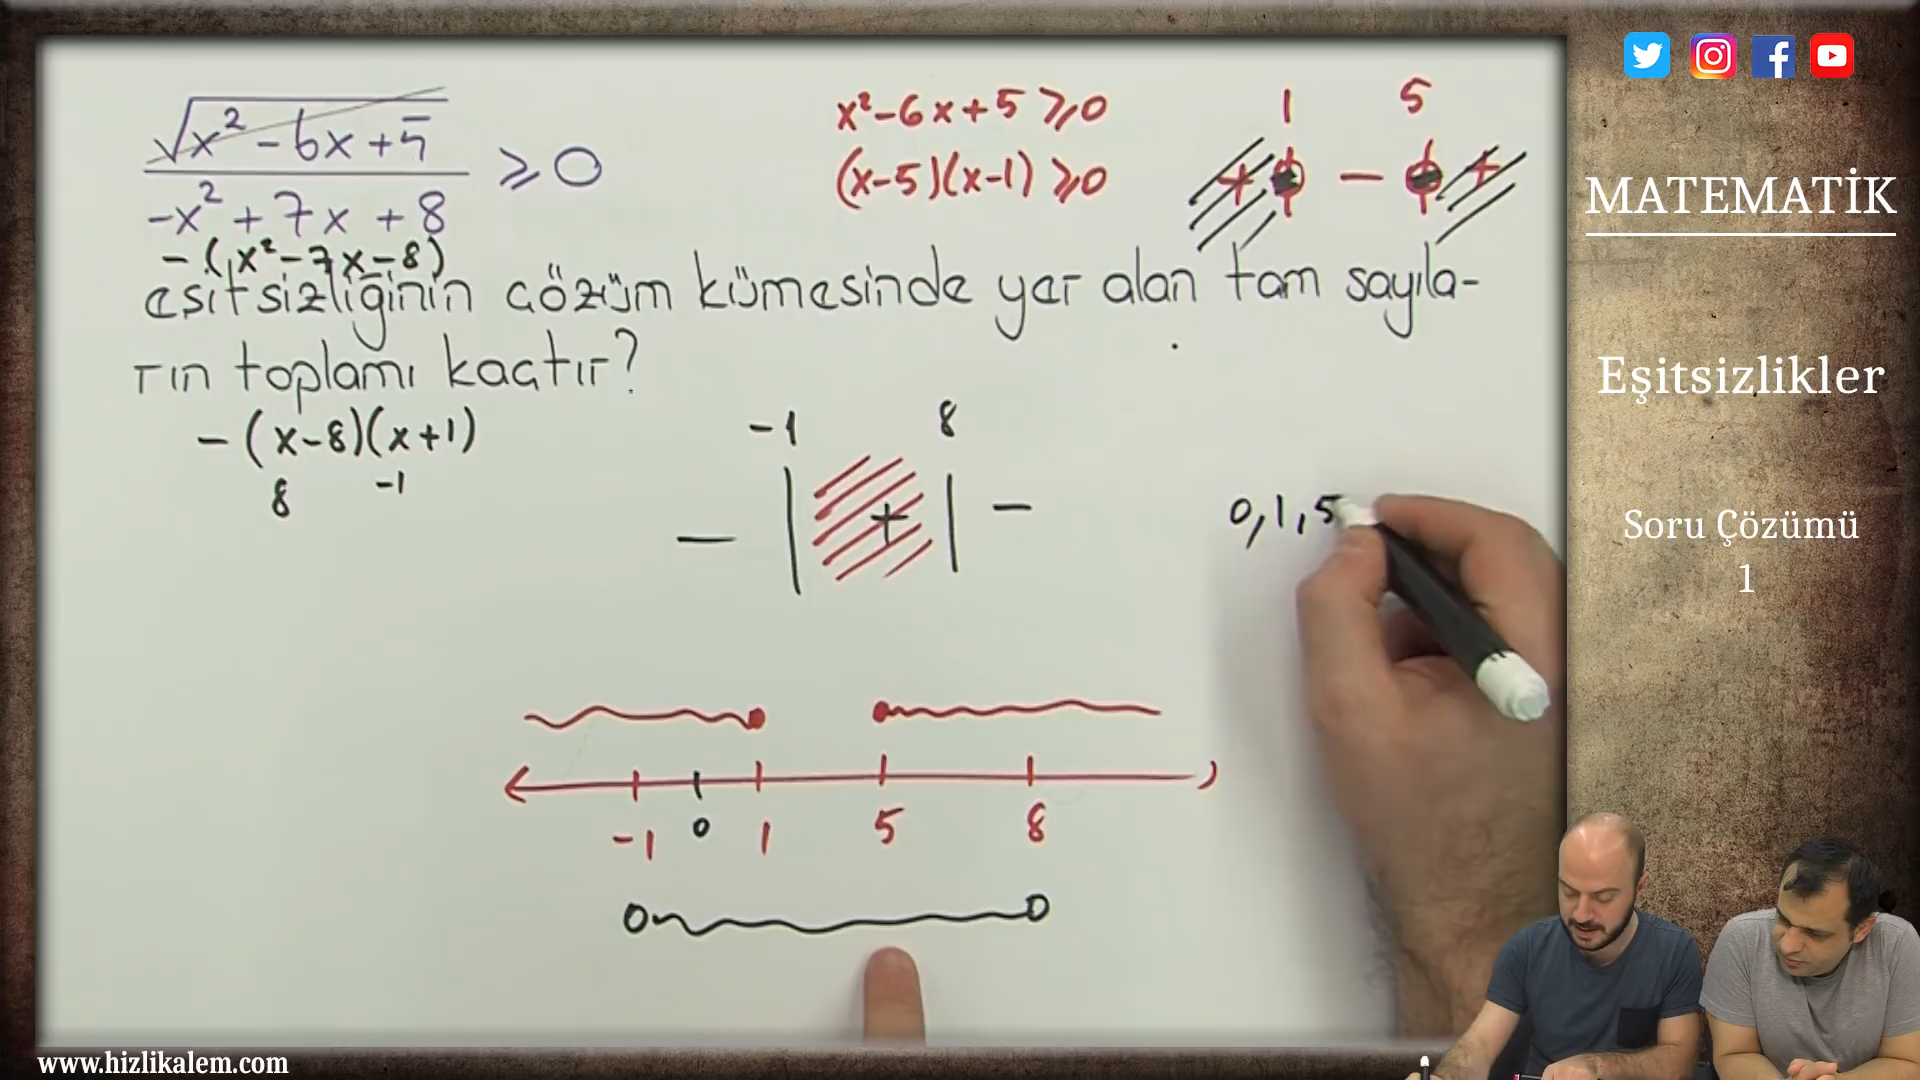 √x² - 6x + 5
-x² + 7x + 8
≥ 0
-(x² - 7x - 8)
eşitsizliğinin çözüm kümesinde yer alan tam sayıla-
rın toplamı kaçtır?
-(x-8)(x+1)
8 -1
x² - 6x + 5 ≥ 0
(x-5)(x-1) ≥ 0
1 5
+ - +
-1 8
- + -
0, 1, 5
-1 0 1 5 8
MATEMATİK
Eşitsizlikler
Soru Çözümü
1
www.hizlikalem.com